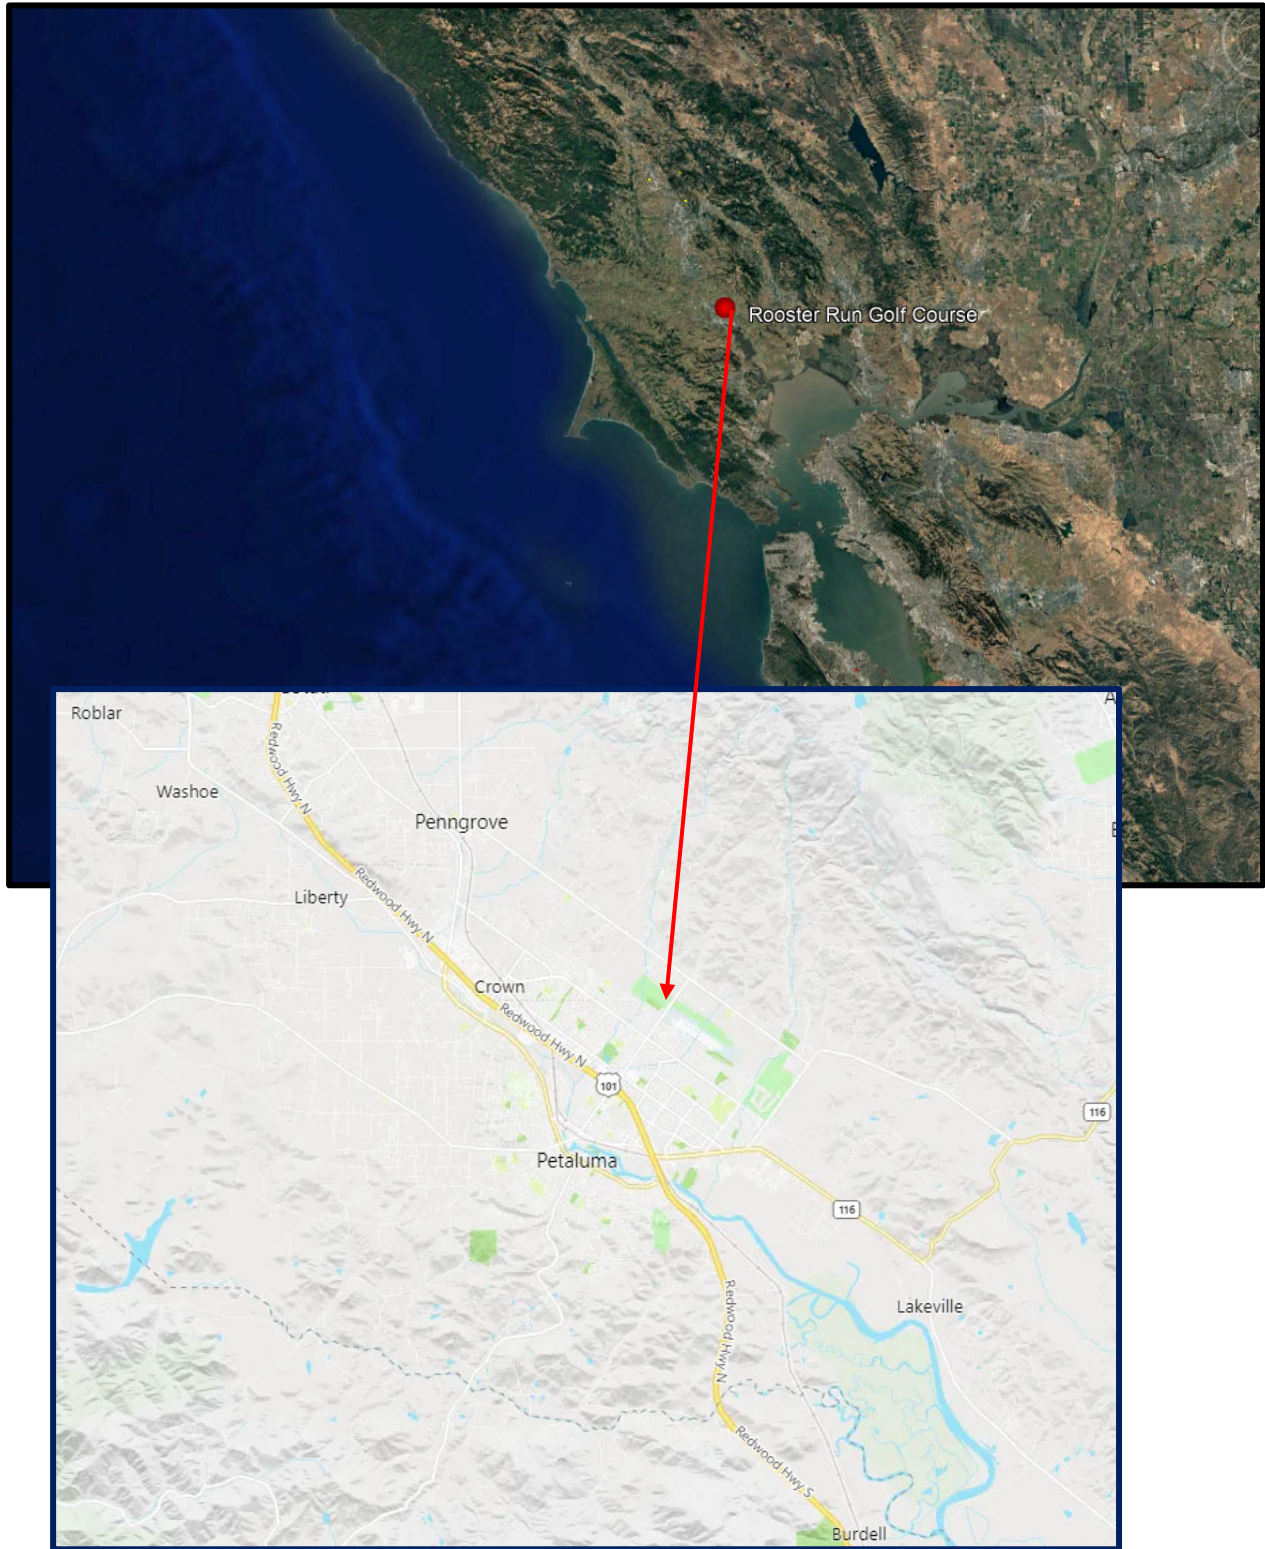 Rooster Run Golf Course
Roblar
Redwood Hwy N
Washoe
Penngrove
Liberty
Redwood Hwy N
Crown
Redwood Hwy N
101
116
Petaluma
116
Redwood Hwy N
Lakeville
Redwood Hwy S
Burdell